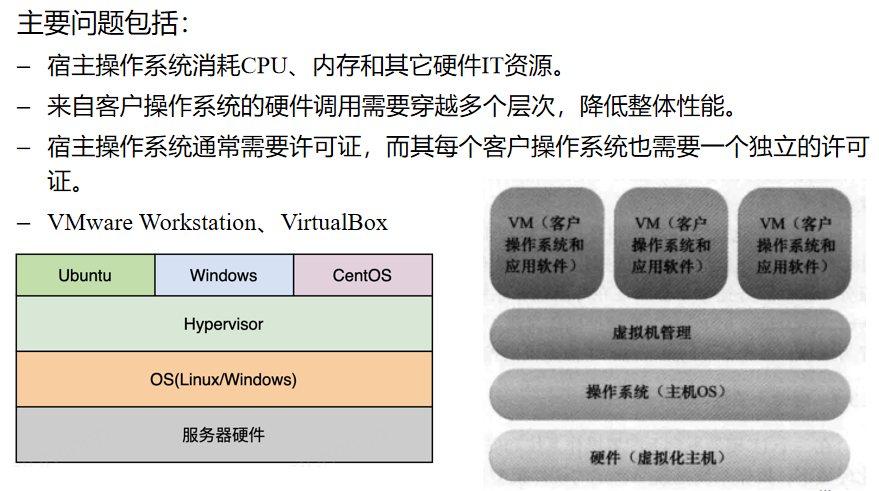 主要问题包括：
– 宿主操作系统消耗CPU、内存和其它硬件IT资源。
– 来自客户操作系统的硬件调用需要穿越多个层次，降低整体性能。
– 宿主操作系统通常需要许可证，而其每个客户操作系统也需要一个独立的许可
证。
– VMware Workstation、VirtualBox
Ubuntu Windows CentOS
Hypervisor
OS(Linux/Windows)
服务器硬件
VM（客户 VM（客户 VM（客户
操作系统和 操作系统和 操作系统和
应用软件） 应用软件） 应用软件）
虚拟机管理
操作系统（主机OS）
硬件（虚拟化主机）